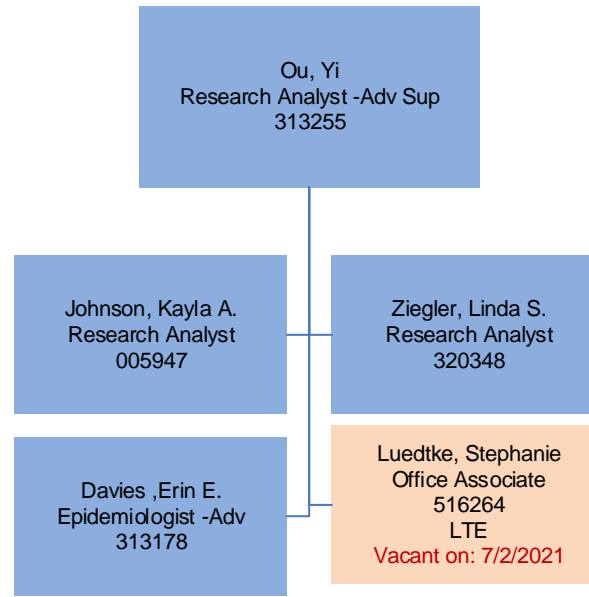 Ou, Yi
Research Analyst -Adv Sup
313255
Johnson, Kayla A.
Research Analyst
005947
Ziegler, Linda S.
Research Analyst
320348
Davies ,Erin E.
Epidemiologist -Adv
313178
Luedtke, Stephanie
Office Associate
516264
LTE
Vacant on: 7/2/2021